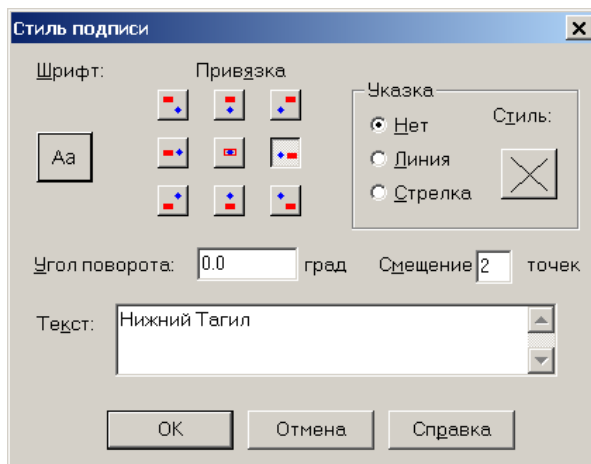 Стиль подписи
Шрифт: Привязка
Указка
Нет Стиль:
Aa
Линия
Стрелка
Угол поворота: 0.0 град Смещение 2 точек
Текст: Нижний Тагил
OK Отмена Справка